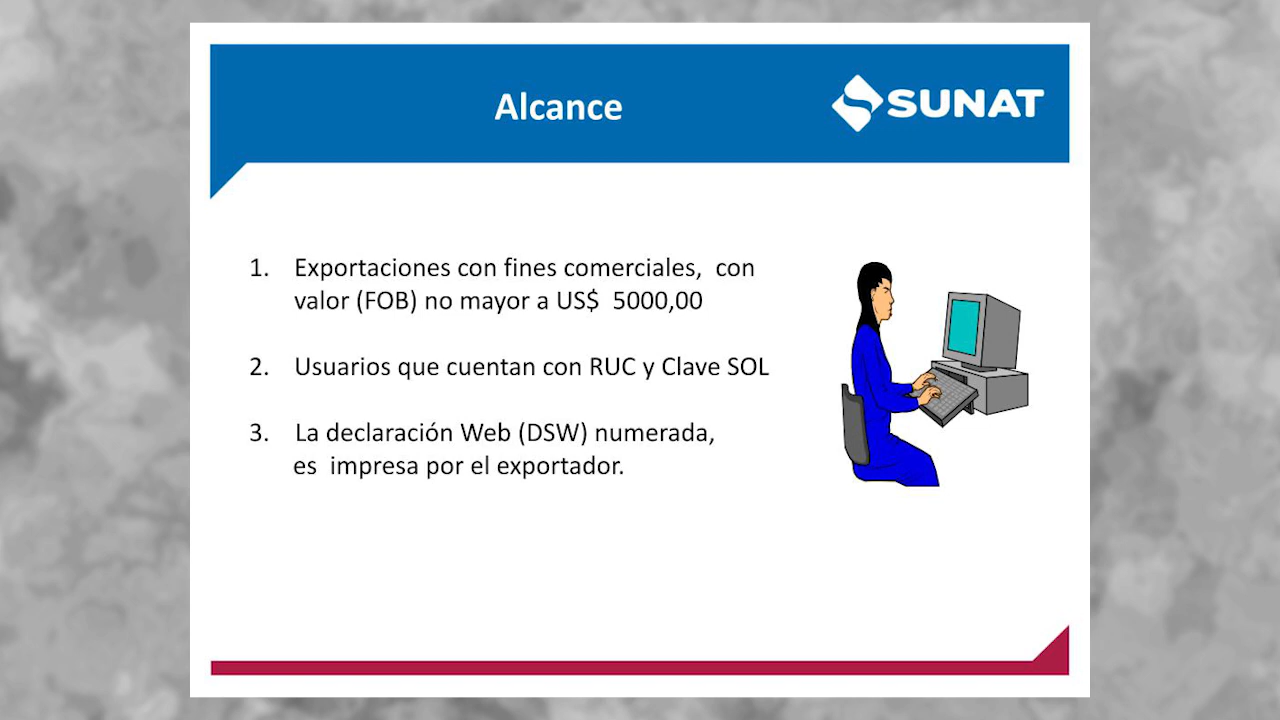 Alcance
SUNAT
1. Exportaciones con fines comerciales, con
valor (FOB) no mayor a US$ 5000,00
2. Usuarios que cuentan con RUC y Clave SOL
3. La declaración Web (DSW) numerada,
es impresa por el exportador.